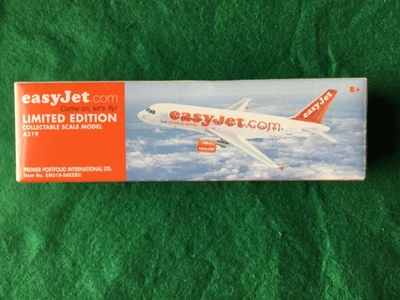 easyJet.com
Come on, let's fly!
LIMITED EDITION
COLLECTABLE SCALE MODEL
A319
PREMIER PORTFOLIO INTERNATIONAL LTD.
easyJet.com
easyJet
8+